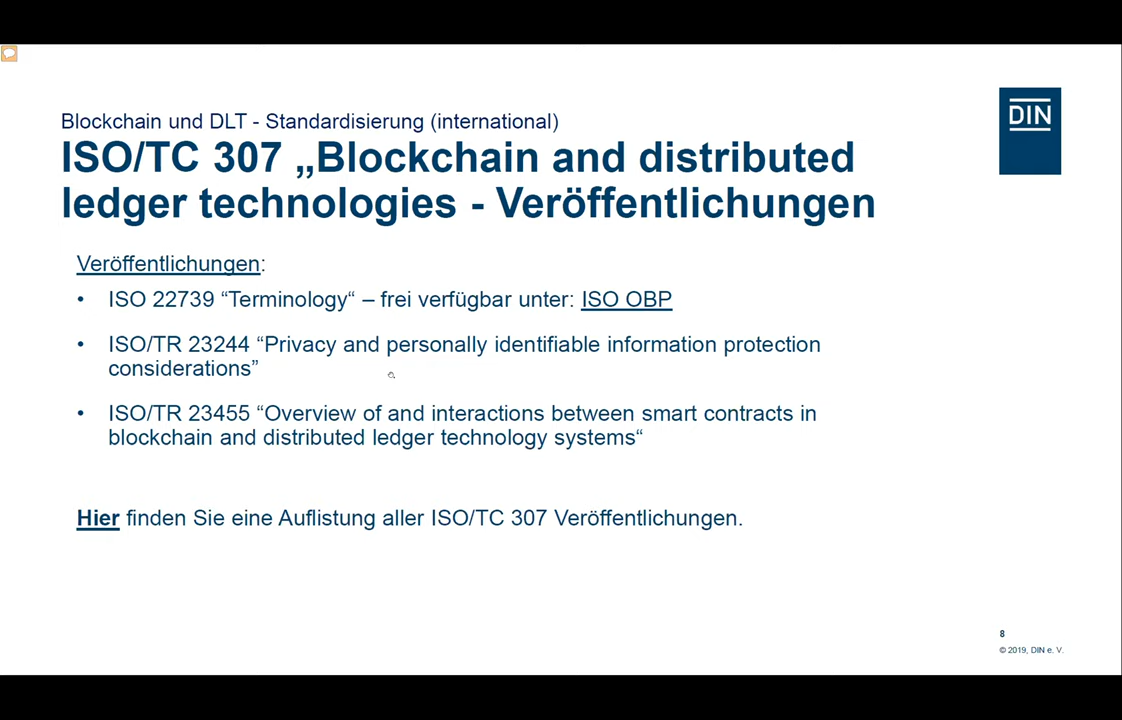 Blockchain und DLT - Standardisierung (international)
ISO/TC 307 „Blockchain and distributed
ledger technologies - Veröffentlichungen
DIN
Veröffentlichungen:
• ISO 22739 “Terminology“ – frei verfügbar unter: ISO OBP
• ISO/TR 23244 “Privacy and personally identifiable information protection
considerations”
• ISO/TR 23455 “Overview of and interactions between smart contracts in
blockchain and distributed ledger technology systems“
Hier finden Sie eine Auflistung aller ISO/TC 307 Veröffentlichungen.
8
© 2019, DIN e. V.